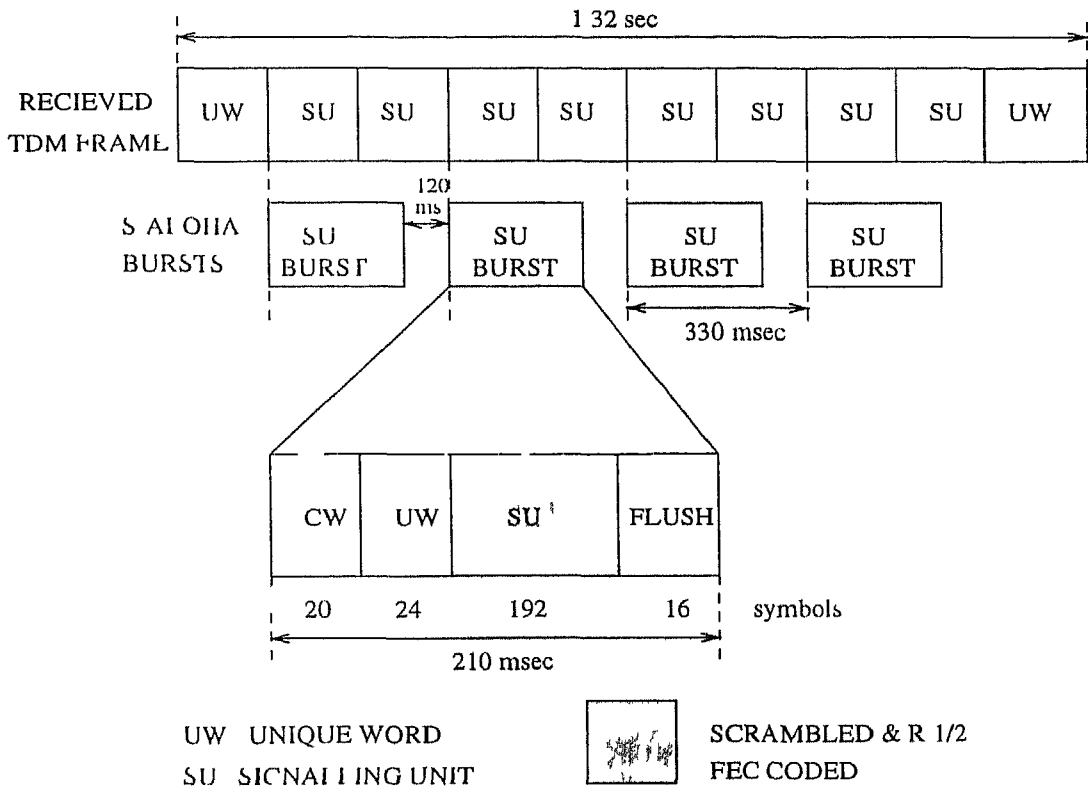 1 32 sec
RECIEVED
TDM FRAME
UW SU SU SU SU SU SU SU SU UW
120
ms
S ALOHA
BURSTS
SU
BURST
SU
BURST
SU
BURST
SU
BURST
330 msec
CW UW SU FLUSH
20 24 192 16 symbols
210 msec
UW UNIQUE WORD
SU SIGNALLING UNIT
SCRAMBLED & R 1/2
FEC CODED